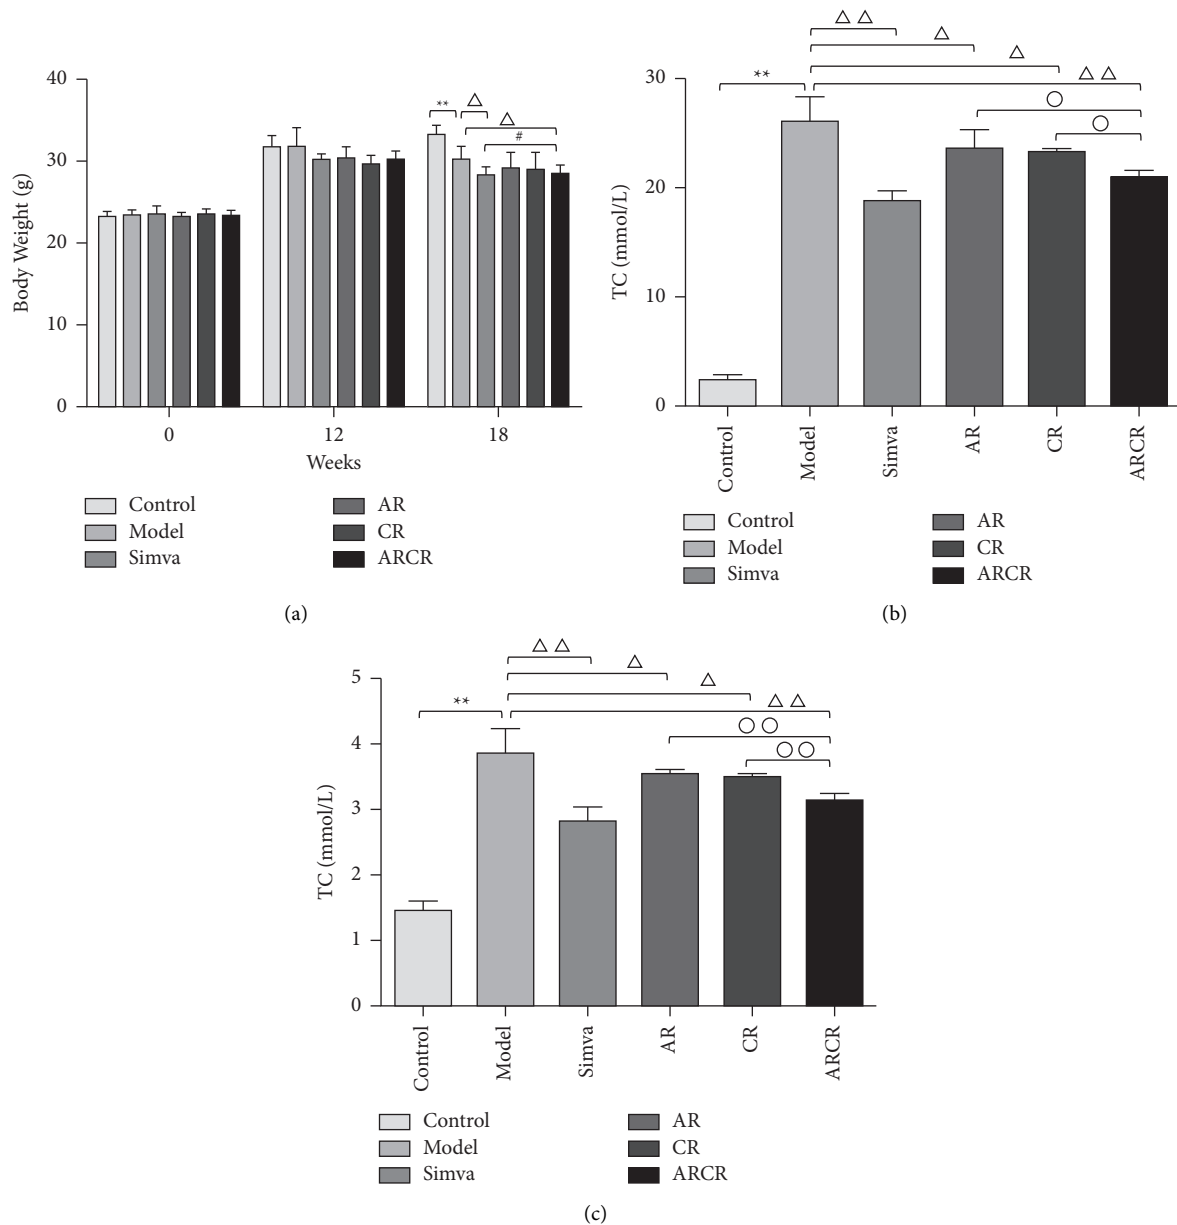 40
30
20
10
0
Body Weight (g)
** △ △ #
0 12 18
Weeks
Control AR
Model CR
Simva ARCR
(a)
△ △
△
△
** △ △
○
○
30
20
10
0
TC (mmol/L)
Control Model Simva AR CR ARCR
Control AR
Model CR
Simva ARCR
(b)
△ △
△
△
** △ △
○ ○
○ ○
5
4
3
2
1
0
TC (mmol/L)
Control Model Simva AR CR ARCR
Control AR
Model CR
Simva ARCR
(c)